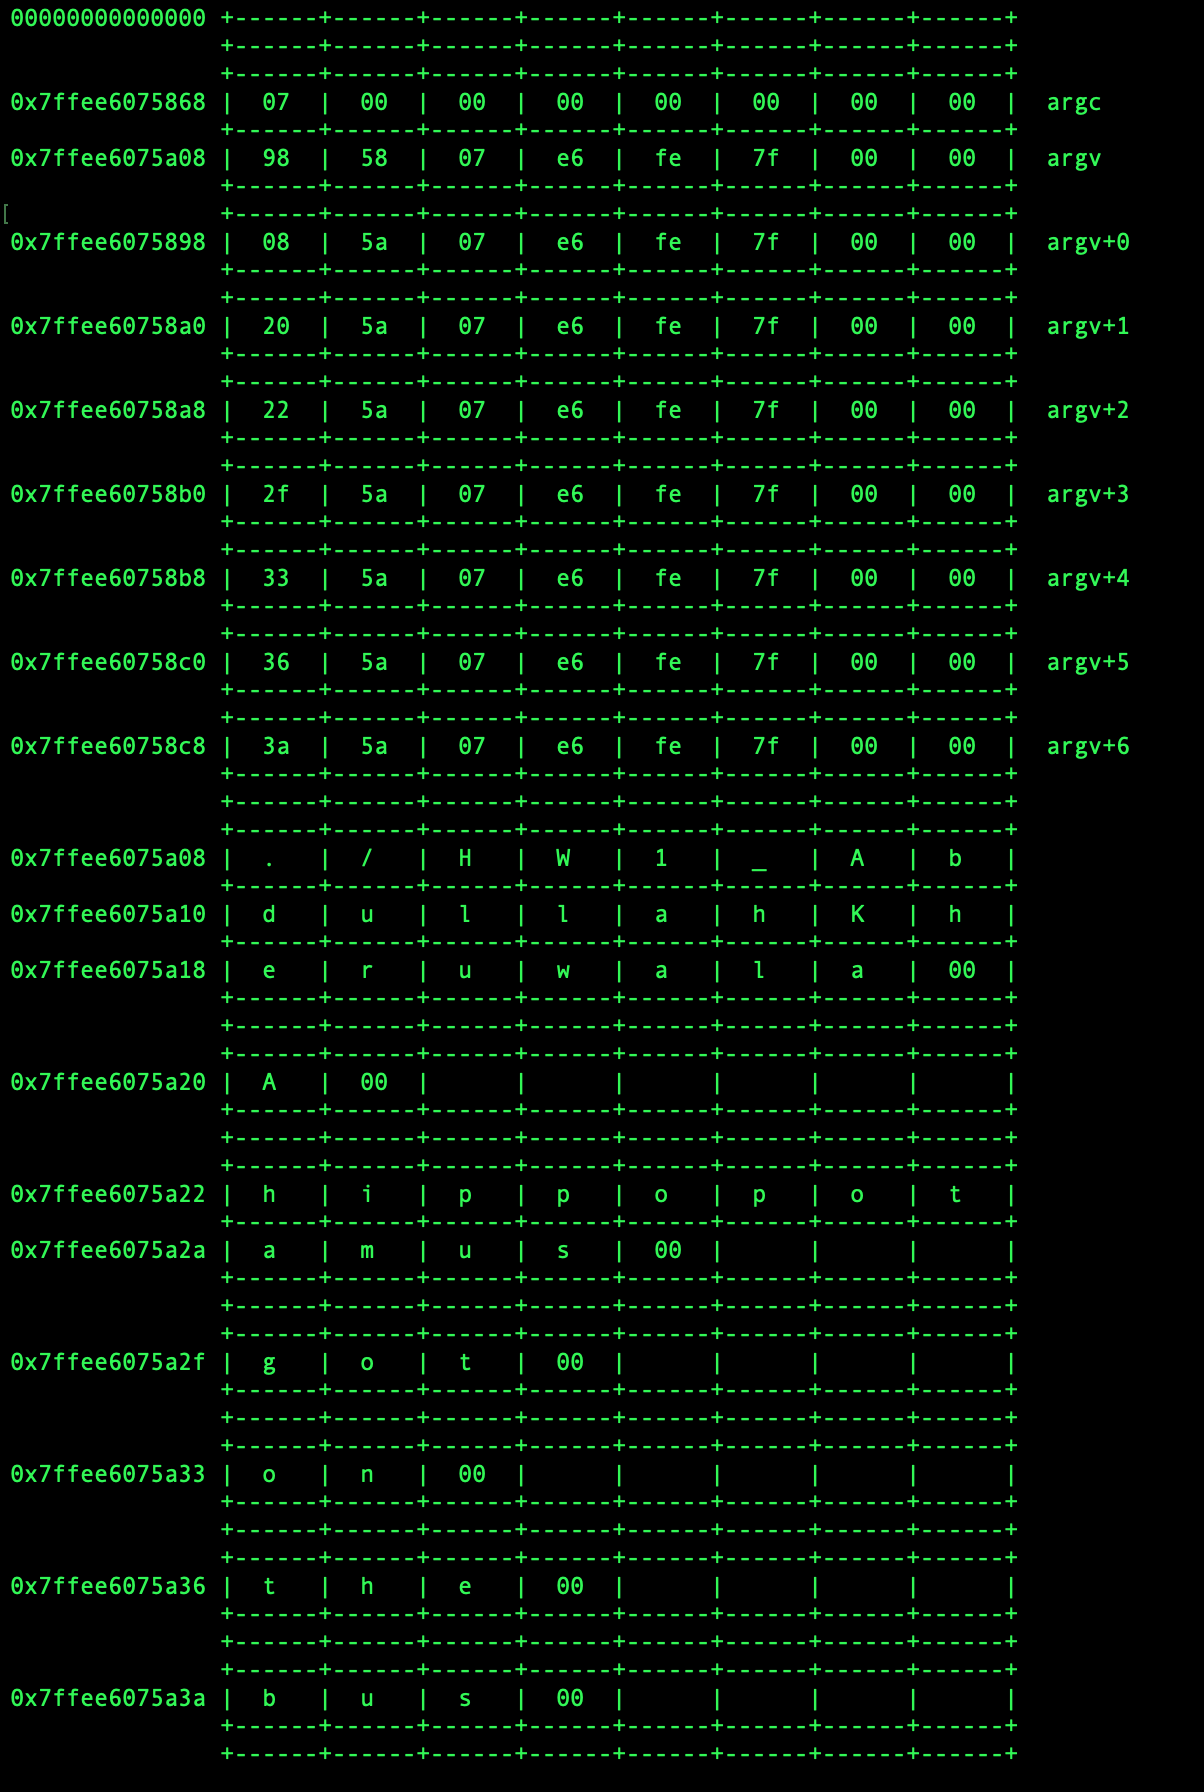 00000000000000 +------+------+------+------+------+------+------+------+
+------+------+------+------+------+------+------+------+
+------+------+------+------+------+------+------+------+
0x7ffee6075868 |  07  |  00  |  00  |  00  |  00  |  00  |  00  |  00  |  argc
+------+------+------+------+------+------+------+------+
0x7ffee6075a08 |  98  |  58  |  07  |  e6  |  fe  |  7f  |  00  |  00  |  argv
+------+------+------+------+------+------+------+------+
[ +------+------+------+------+------+------+------+------+
0x7ffee6075898 |  08  |  5a  |  07  |  e6  |  fe  |  7f  |  00  |  00  |  argv+0
+------+------+------+------+------+------+------+------+
+------+------+------+------+------+------+------+------+
0x7ffee60758a0 |  20  |  5a  |  07  |  e6  |  fe  |  7f  |  00  |  00  |  argv+1
+------+------+------+------+------+------+------+------+
+------+------+------+------+------+------+------+------+
0x7ffee60758a8 |  22  |  5a  |  07  |  e6  |  fe  |  7f  |  00  |  00  |  argv+2
+------+------+------+------+------+------+------+------+
+------+------+------+------+------+------+------+------+
0x7ffee60758b0 |  2f  |  5a  |  07  |  e6  |  fe  |  7f  |  00  |  00  |  argv+3
+------+------+------+------+------+------+------+------+
+------+------+------+------+------+------+------+------+
0x7ffee60758b8 |  33  |  5a  |  07  |  e6  |  fe  |  7f  |  00  |  00  |  argv+4
+------+------+------+------+------+------+------+------+
+------+------+------+------+------+------+------+------+
0x7ffee60758c0 |  36  |  5a  |  07  |  e6  |  fe  |  7f  |  00  |  00  |  argv+5
+------+------+------+------+------+------+------+------+
+------+------+------+------+------+------+------+------+
0x7ffee60758c8 |  3a  |  5a  |  07  |  e6  |  fe  |  7f  |  00  |  00  |  argv+6
+------+------+------+------+------+------+------+------+
+------+------+------+------+------+------+------+------+
+------+------+------+------+------+------+------+------+
0x7ffee6075a08 |  .   |  /   |  H   |  W   |  1   |  _   |  A   |  b   |
+------+------+------+------+------+------+------+------+
0x7ffee6075a10 |  d   |  u   |  l   |  l   |  a   |  h   |  K   |  h   |
+------+------+------+------+------+------+------+------+
0x7ffee6075a18 |  e   |  r   |  u   |  w   |  a   |  l   |  a   |  00  |
+------+------+------+------+------+------+------+------+
+------+------+------+------+------+------+------+------+
+------+------+------+------+------+------+------+------+
0x7ffee6075a20 |  A   |  00  |      |      |      |      |      |      |
+------+------+------+------+------+------+------+------+
+------+------+------+------+------+------+------+------+
+------+------+------+------+------+------+------+------+
0x7ffee6075a22 |  h   |  i   |  p   |  p   |  o   |  p   |  o   |  t   |
+------+------+------+------+------+------+------+------+
0x7ffee6075a2a |  a   |  m   |  u   |  s   |  00  |      |      |      |
+------+------+------+------+------+------+------+------+
+------+------+------+------+------+------+------+------+
+------+------+------+------+------+------+------+------+
0x7ffee6075a2f |  g   |  o   |  t   |  00  |      |      |      |      |
+------+------+------+------+------+------+------+------+
+------+------+------+------+------+------+------+------+
+------+------+------+------+------+------+------+------+
0x7ffee6075a33 |  o   |  n   |  00  |      |      |      |      |      |
+------+------+------+------+------+------+------+------+
+------+------+------+------+------+------+------+------+
+------+------+------+------+------+------+------+------+
0x7ffee6075a36 |  t   |  h   |  e   |  00  |      |      |      |      |
+------+------+------+------+------+------+------+------+
+------+------+------+------+------+------+------+------+
+------+------+------+------+------+------+------+------+
0x7ffee6075a3a |  b   |  u   |  s   |  00  |      |      |      |      |
+------+------+------+------+------+------+------+------+
+------+------+------+------+------+------+------+------+